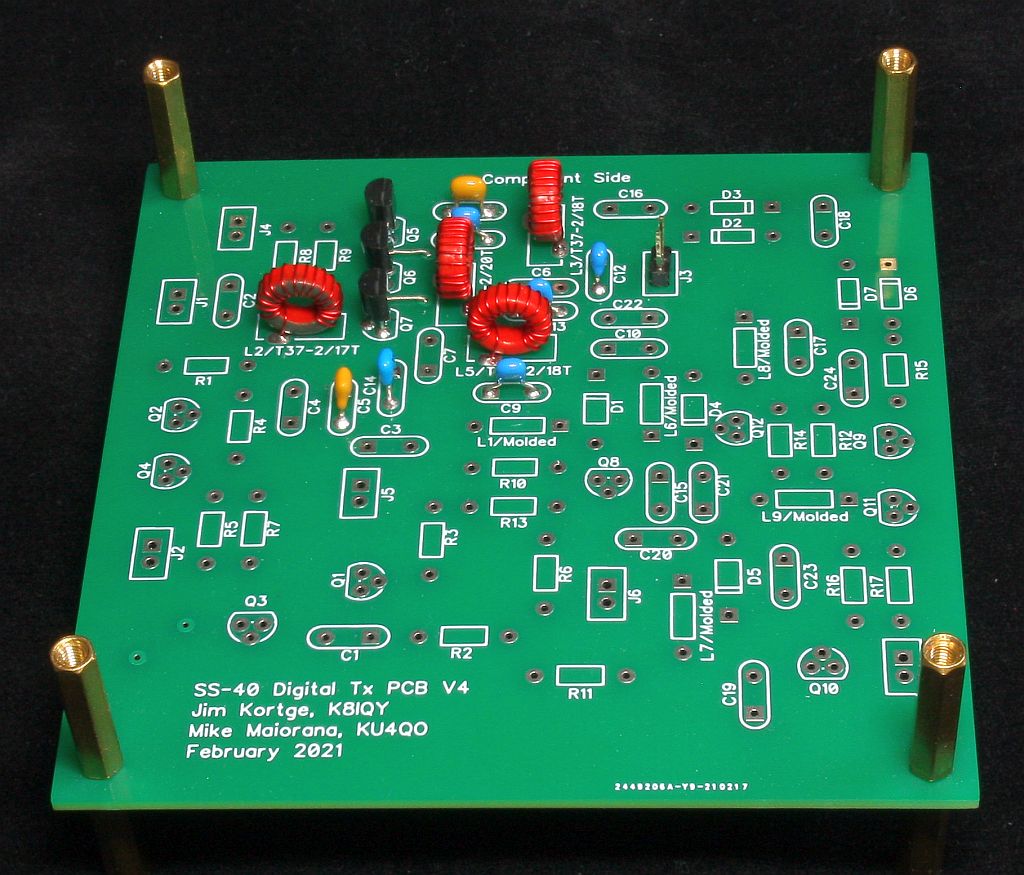 Component Side
C16
D3
D2
C18
J4
R8
R9
Q5
L3/T37-2/18T
J3
C12
C6
Q6
2/20T
D7
D6
J1
C2
Q7
C22
C10
13
L2/T37-2/17T
C7
L5/T37-2/18T
L8/Molded
C17
R15
C24
R1
C14
C5
C4
C9
Q2
R4
D1
L6/Molded
D4
Q12
R14
R12
Q9
C3
L1/Molded
Q4
R10
Q8
C15
C21
J5
R13
L9/Molded
Q11
R5
R7
R3
C20
J2
Q1
R6
J6
D5
C23
R16
R17
Q3
L7/Molded
C1
R2
R11
C19
Q10
SS-40 Digital Tx PCB V4
Jim Kortge, K8IQY
Mike Maiorana, KU4QO
February 2021
2449206A-Y9-210217